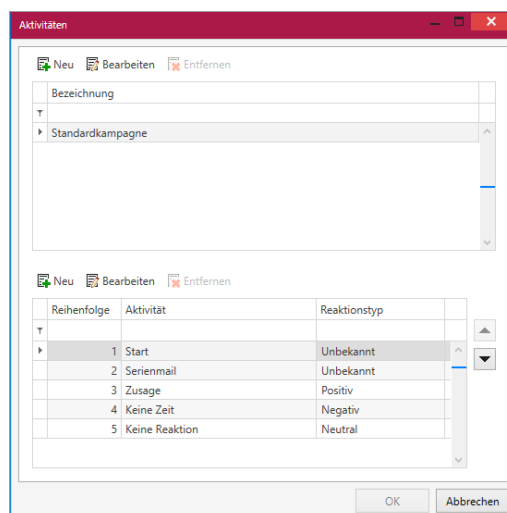 Aktivitäten
Neu Bearbeiten Entfernen
Bezeichnung
Standardkampagne
Neu Bearbeiten Entfernen
Reihenfolge Aktivität Reaktionstyp
1 Start Unbekannt
2 Serienmail Unbekannt
3 Zusage Positiv
4 Keine Zeit Negativ
5 Keine Reaktion Neutral
OK Abbrechen